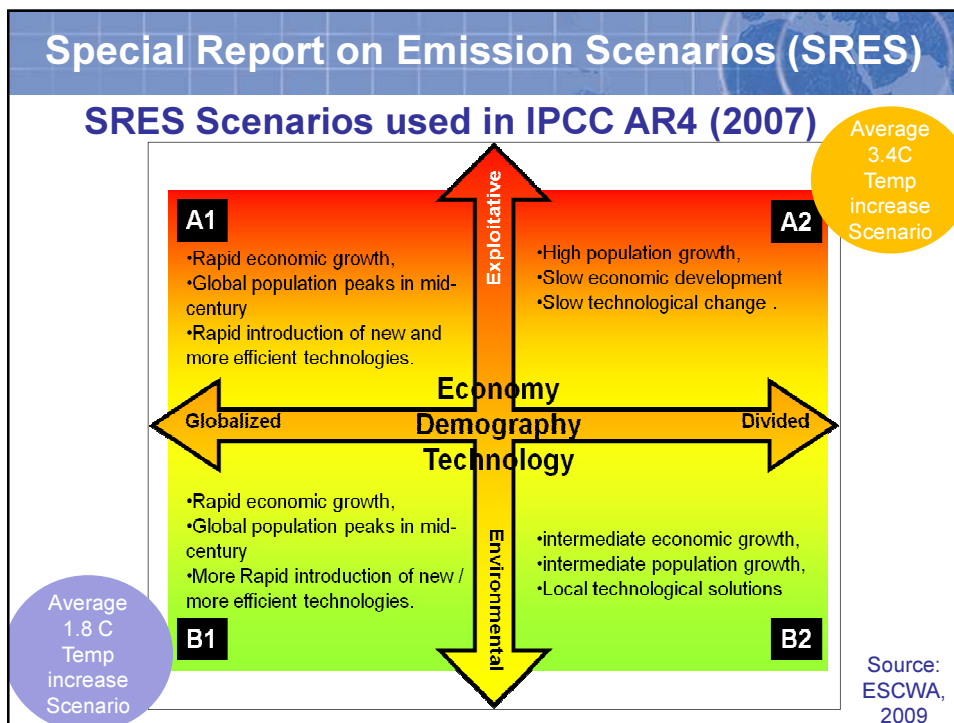 Special Report on Emission Scenarios (SRES)
SRES Scenarios used in IPCC AR4 (2007)
Average
3.4C
Temp
increase
Scenario
A1
•Rapid economic growth,
•Global population peaks in mid-
century
•Rapid introduction of new and
more efficient technologies.
Exploitative
A2
•High population growth,
•Slow economic development
•Slow technological change .
Globalized
Economy
Demography
Technology
Divided
•Rapid economic growth,
•Global population peaks in mid-
century
•More Rapid introduction of new /
more efficient technologies.
B1
Environmental
•intermediate economic growth,
•intermediate population growth,
•Local technological solutions
B2
Average
1.8 C
Temp
increase
Scenario
Source:
ESCWA,
2009